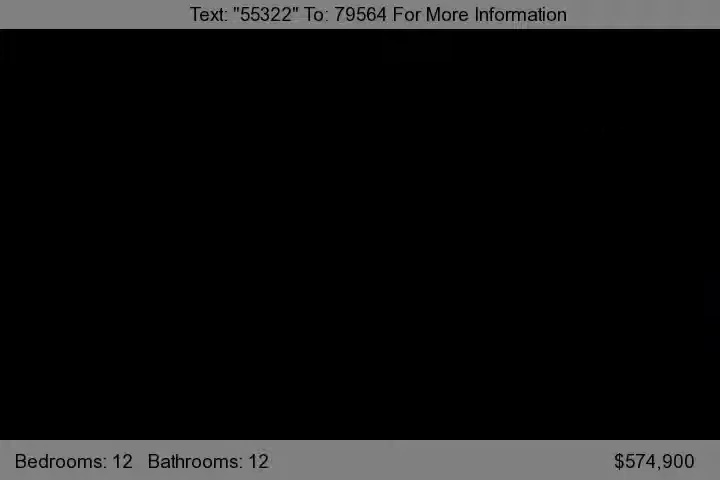 Text: "55322" To: 79564 For More Information
Bedrooms: 12 Bathrooms: 12 $574,900